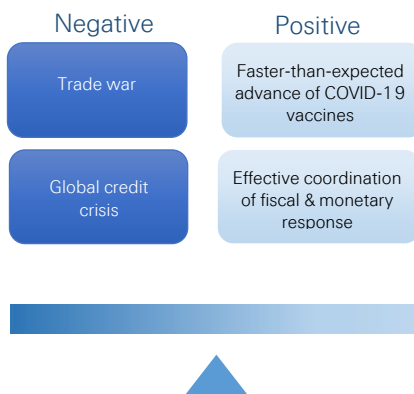 Negative
Positive
Trade war
Faster-than-expected
advance of COVID-19
vaccines
Global credit
crisis
Effective coordination
of fiscal & monetary
response